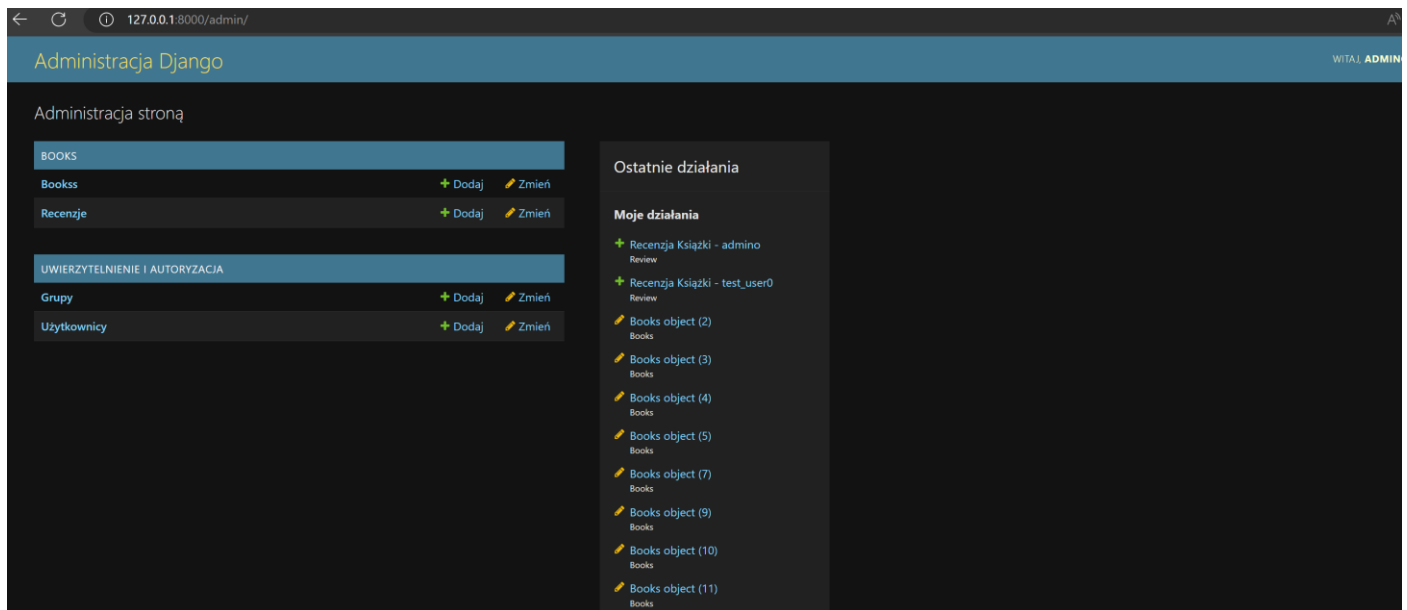 127.0.0.1:8000/admin/
Administracja Django
WITAJ, ADMINO
Administracja stroną
BOOKS
Bookss Dodaj Zmień
Recenzje Dodaj Zmień
UWIERZYTELNIENIE I AUTORYZACJA
Grupy Dodaj Zmień
Użytkownicy Dodaj Zmień
Ostatnie działania
Moje działania
Recenzja Książki - admino
Review
Recenzja Książki - test_user0
Review
Books object (2)
Books
Books object (3)
Books
Books object (4)
Books
Books object (5)
Books
Books object (7)
Books
Books object (9)
Books
Books object (10)
Books
Books object (11)
Books